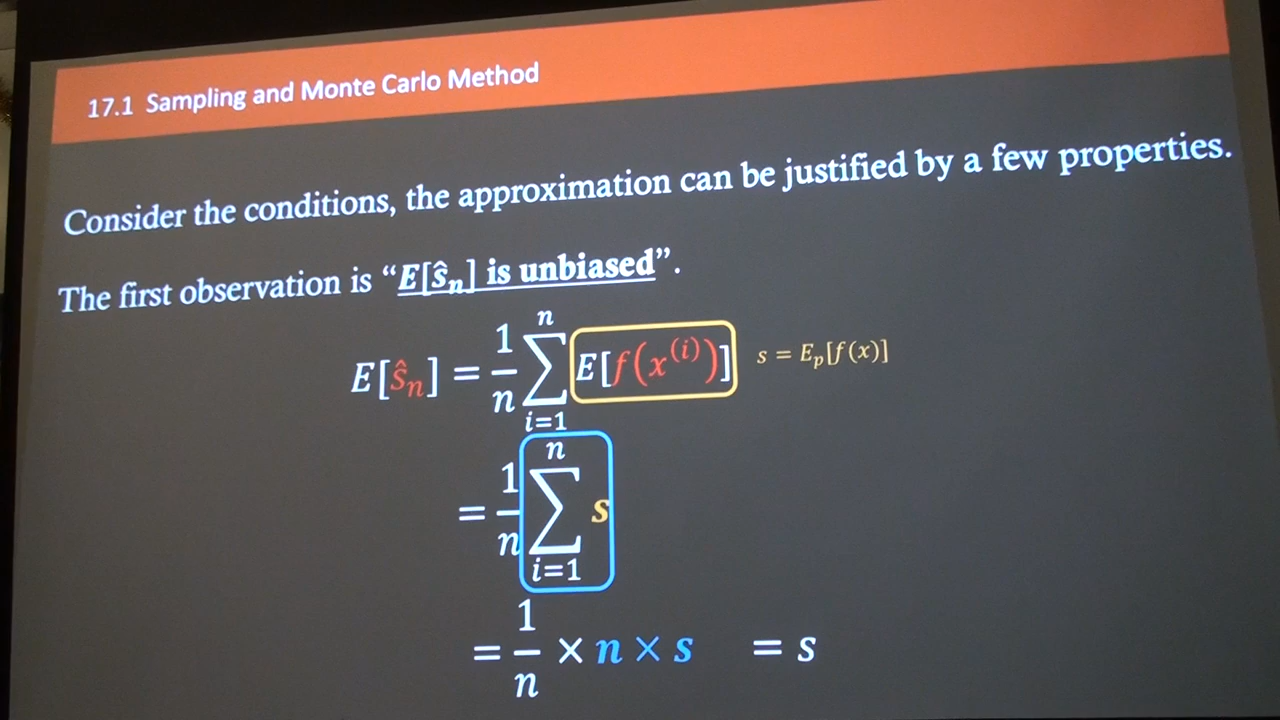 17.1 Sampling and Monte Carlo Method
Consider the conditions, the approximation can be justified by a few properties.
The first observation is “E[ŝₙ] is unbiased”.
E[ŝₙ] = 1/n ∑ᵢ₌₁ⁿ E[f(x⁽ⁱ⁾)] s = Eₚ[f(x)]
= 1/n ∑ᵢ₌₁ⁿ s
= 1/n × n × s = s